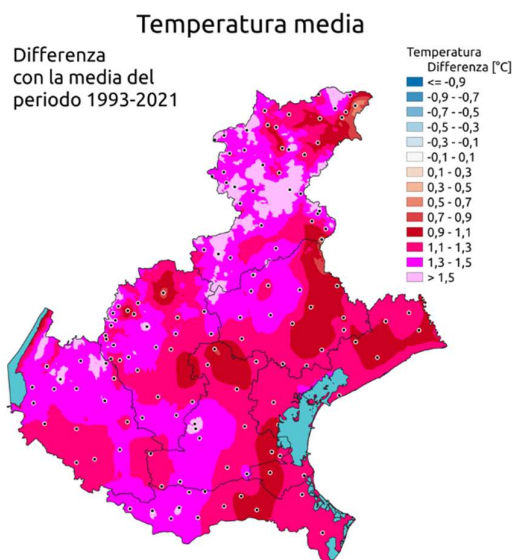 Temperatura media
Differenza
con la media del
periodo 1993-2021
Temperatura
Differenza [°C]
<= -0,9
-0,9 - -0,7
-0,7 - -0,5
-0,5 - -0,3
-0,3 - -0,1
-0,1 - 0,1
0,1 - 0,3
0,3 - 0,5
0,5 - 0,7
0,7 - 0,9
0,9 - 1,1
1,1 - 1,3
1,3 - 1,5
> 1,5